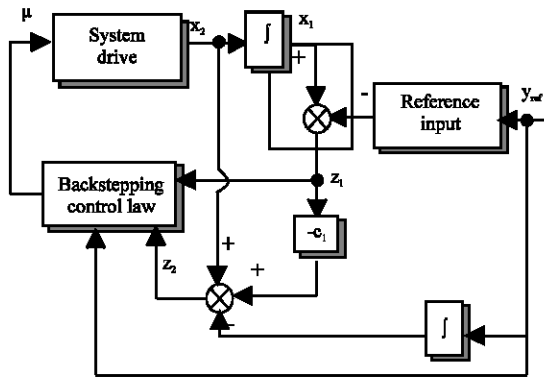 μ
System
drive
x₂
∫
x₁
+
-
Reference
input
y_ref
Backstepping
control law
z₁
-c₁
z₂
+
+
-
∫